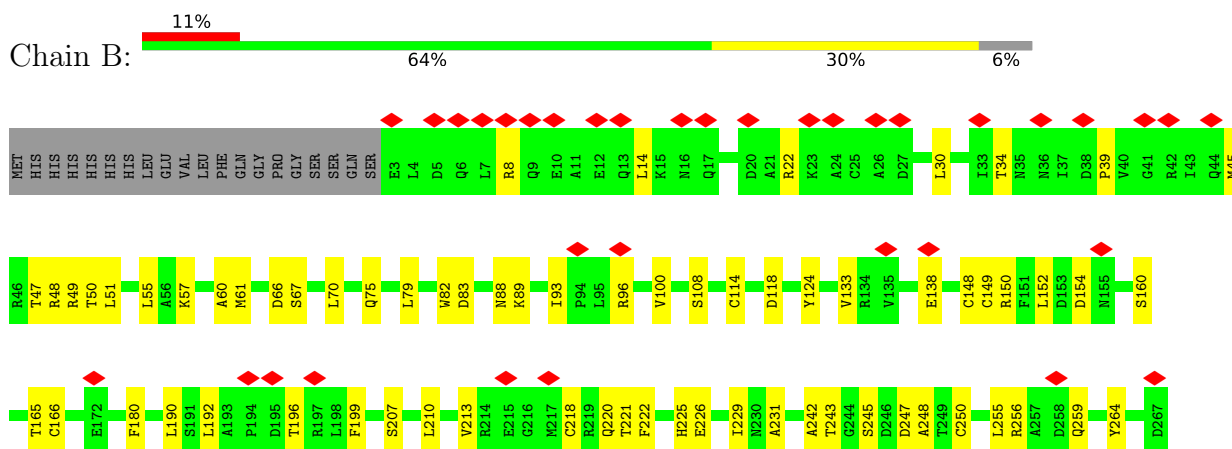 11%
Chain B:
64% 30% 6%
MET HIS HIS HIS HIS HIS HIS LEU GLU VAL LEU PHE GLN GLY PRO GLY SER SER GLN SER E3 L4 D5 Q6 L7 R8 Q9 E10 A11 E12 Q13 L14 K15 N16 Q17 D20 A21 R22 K23 A24 C25 A26 D27 L30 I33 T34 N35 N36 I37 D38 P39 V40 G41 R42 I43 Q44 M45
R46 T47 R48 R49 T50 L51 L55 A56 K57 A60 M61 D66 S67 L70 Q75 L79 W82 D83 N88 K89 I93 P94 L95 R96 V100 S108 C114 D118 Y124 V133 R134 V135 E138 C148 C149 R150 F151 L152 D153 D154 N155 S160
T165 C166 E172 F180 L190 S191 L192 A193 P194 D195 T196 R197 L198 F199 S207 L210 V213 R214 E215 G216 M217 C218 R219 Q220 T221 F222 H225 E226 I229 N230 A231 A242 T243 G244 S245 D246 D247 A248 T249 C250 L255 R256 A257 D258 Q259 Y264 D267